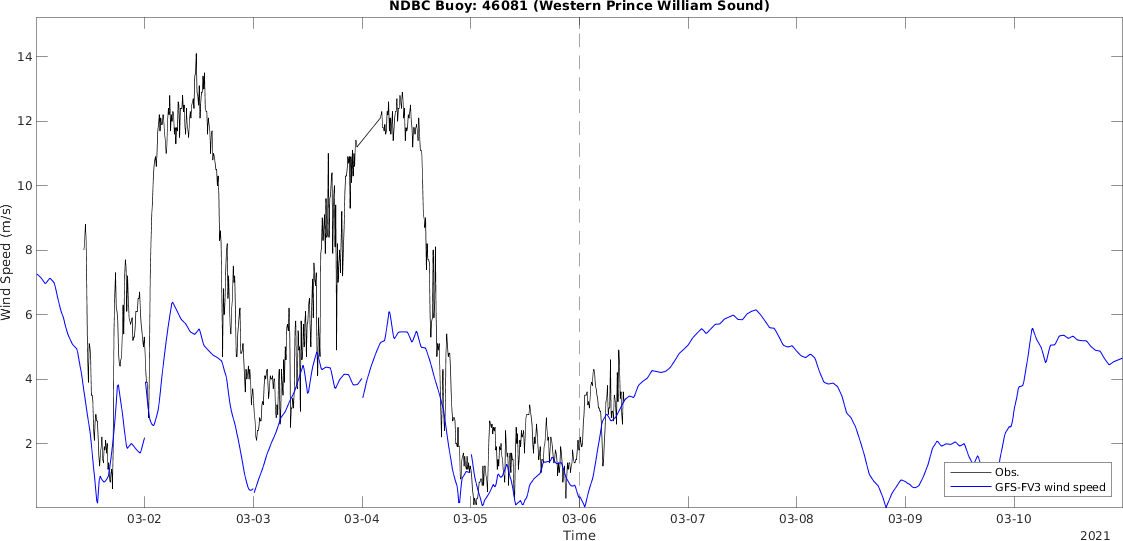 NDBC Buoy: 46081 (Western Prince William Sound)
14
12
10
8
6
4
2
Wind Speed (m/s)
Obs.
GFS-FV3 wind speed
03-02 03-03 03-04 03-05 03-06 03-07 03-08 03-09 03-10
Time
2021